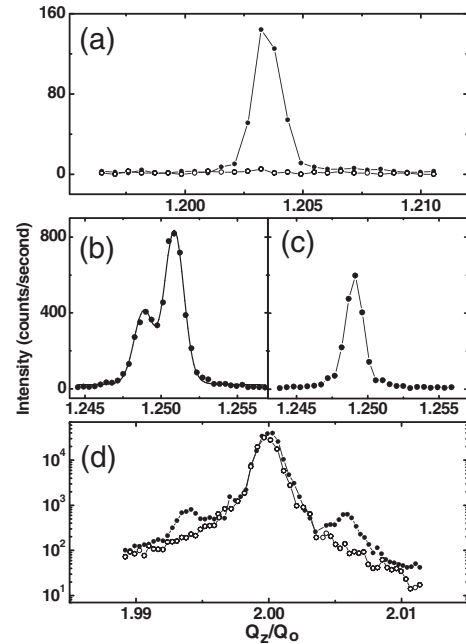 (a)
160
80
0
1.200 1.205 1.210
Intensity (counts/second)
(b)
(c)
800
400
0
1.245 1.250 1.255 1.245 1.250 1.255
(d)
10⁴
10³
10²
10¹
1.99 2.00 2.01
Q_z/Q_o